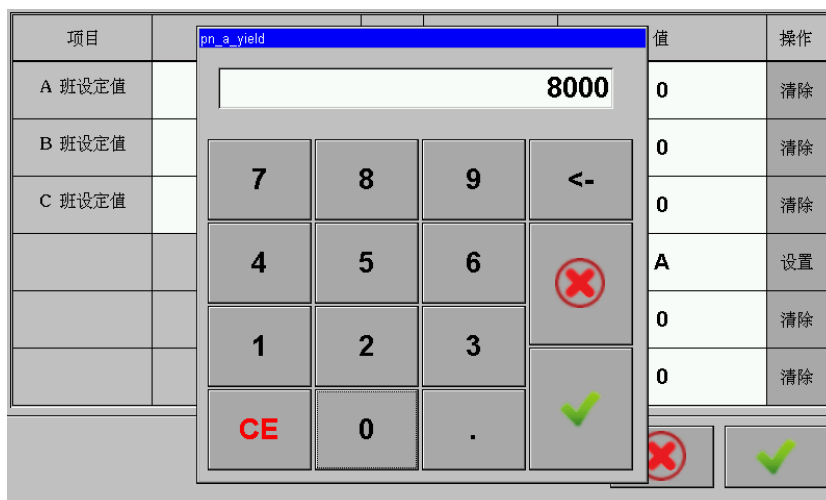 项目 值 操作
pn_a_yield
8000
A 班设定值 0 清除
B 班设定值 0 清除
C 班设定值 0 清除
A 设置
0 清除
0 清除
7 8 9 <-
4 5 6
1 2 3
CE 0 .